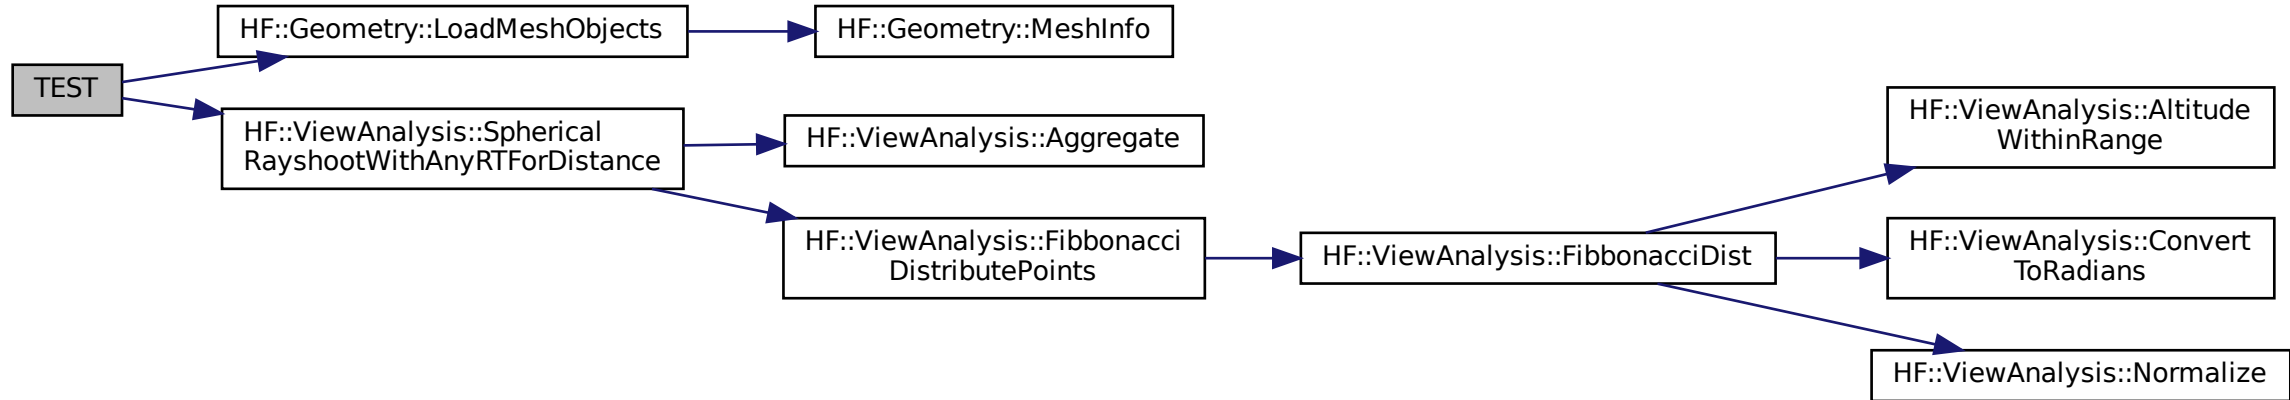 TEST
HF::Geometry::LoadMeshObjects
HF::Geometry::MeshInfo
HF::ViewAnalysis::Spherical
RayshootWithAnyRTForDistance
HF::ViewAnalysis::Aggregate
HF::ViewAnalysis::Fibbonacci
DistributePoints
HF::ViewAnalysis::FibbonacciDist
HF::ViewAnalysis::Altitude
WithinRange
HF::ViewAnalysis::Convert
ToRadians
HF::ViewAnalysis::Normalize